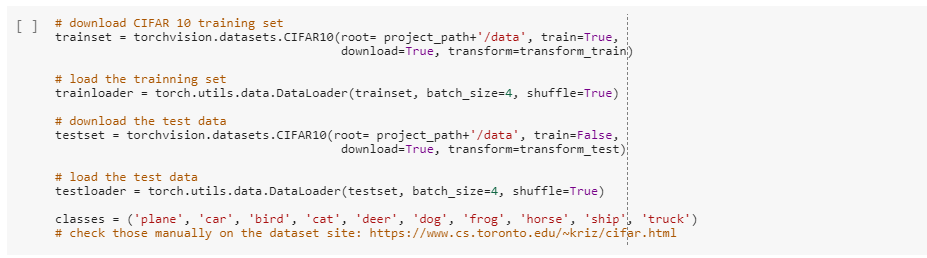 [ ]
# download CIFAR 10 training set
trainset = torchvision.datasets.CIFAR10(root= project_path+'/data', train=True,
                                        download=True, transform=transform_train)
# load the trainning set
trainloader = torch.utils.data.DataLoader(trainset, batch_size=4, shuffle=True)
# download the test data
testset = torchvision.datasets.CIFAR10(root= project_path+'/data', train=False,
                                        download=True, transform=transform_test)
# load the test data
testloader = torch.utils.data.DataLoader(testset, batch_size=4, shuffle=True)
classes = ('plane', 'car', 'bird', 'cat', 'deer', 'dog', 'frog', 'horse', 'ship', 'truck')
# check those manually on the dataset site: https://www.cs.toronto.edu/~kriz/cifar.html